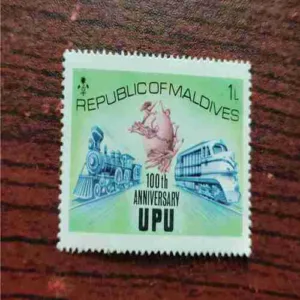 REPUBLIC OF MALDIVES
1L
100th
ANNIVERSARY
UPU